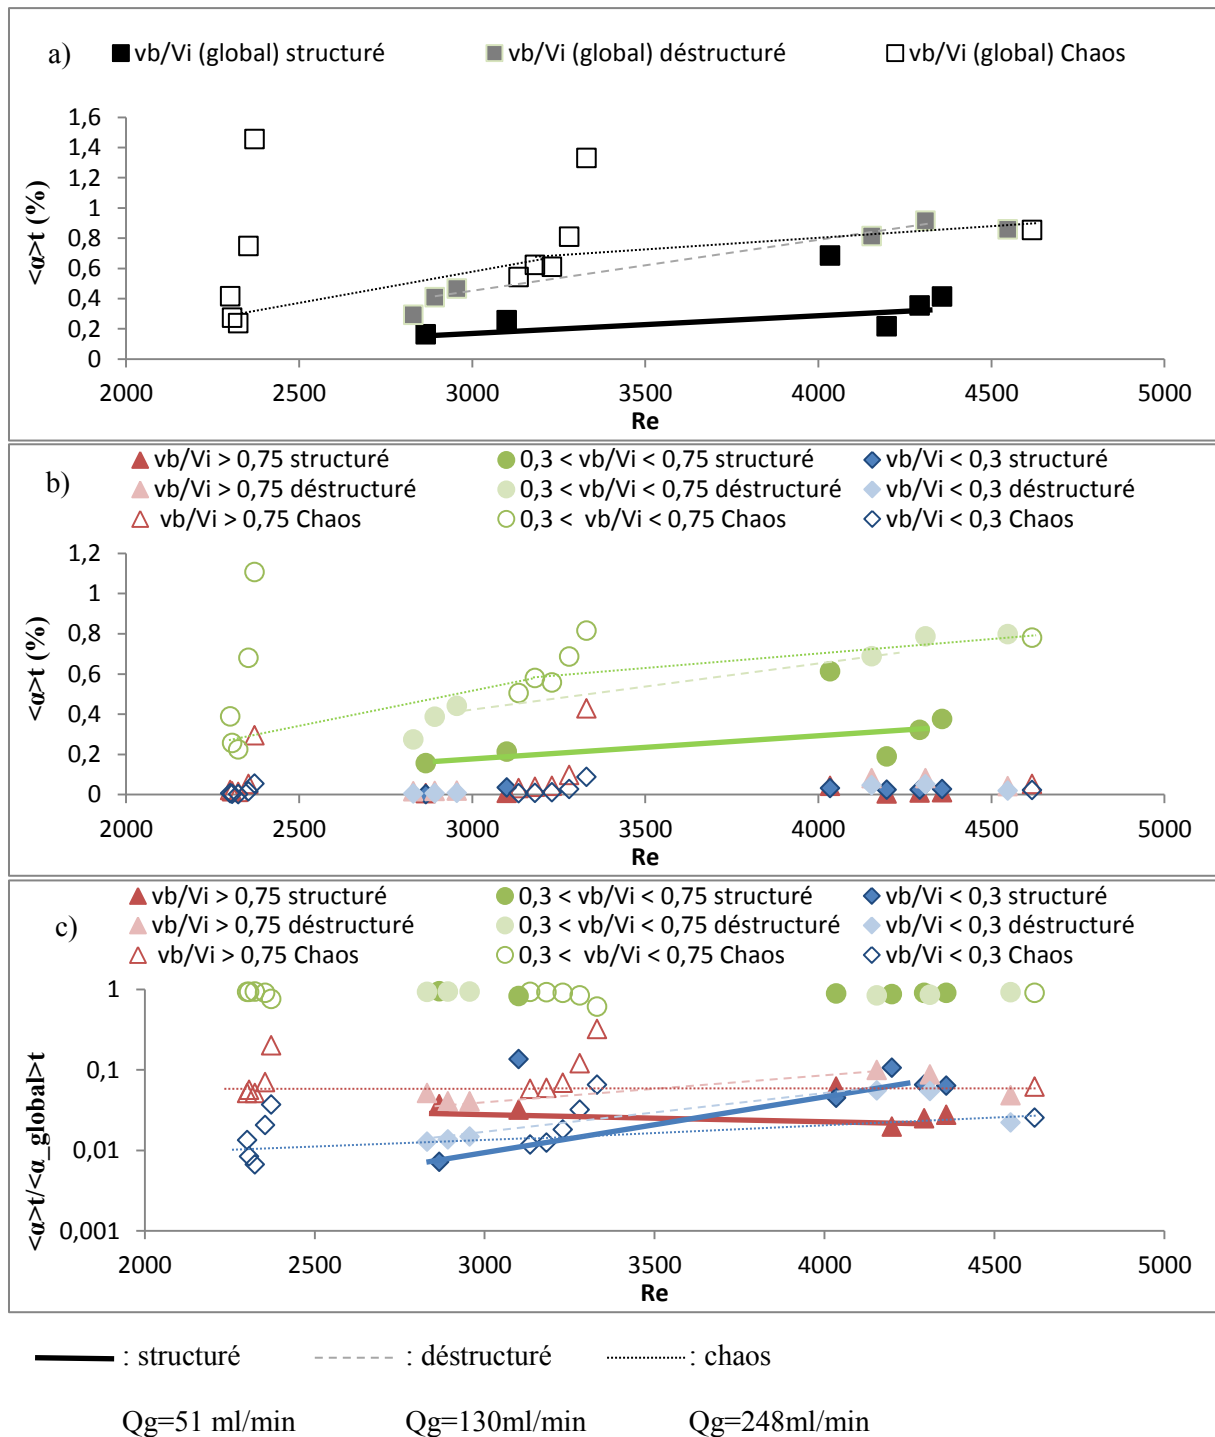 a)
vb/Vi (global) structuré
vb/Vi (global) déstructuré
vb/Vi (global) Chaos
<α>t (%)
1,6
1,4
1,2
1
0,8
0,6
0,4
0,2
0
2000 2500 3000 3500 4000 4500 5000
Re
b)
vb/Vi > 0,75 structuré
0,3 < vb/Vi < 0,75 structuré
vb/Vi < 0,3 structuré
vb/Vi > 0,75 déstructuré
0,3 < vb/Vi < 0,75 déstructuré
vb/Vi < 0,3 déstructuré
vb/Vi > 0,75 Chaos
0,3 < vb/Vi < 0,75 Chaos
vb/Vi < 0,3 Chaos
<α>t (%)
1,2
1
0,8
0,6
0,4
0,2
0
2000 2500 3000 3500 4000 4500 5000
Re
c)
vb/Vi > 0,75 structuré
0,3 < vb/Vi < 0,75 structuré
vb/Vi < 0,3 structuré
vb/Vi > 0,75 déstructuré
0,3 < vb/Vi < 0,75 déstructuré
vb/Vi < 0,3 déstructuré
vb/Vi > 0,75 Chaos
0,3 < vb/Vi < 0,75 Chaos
vb/Vi < 0,3 Chaos
<α>t/<α_global>t
1
0,1
0,01
0,001
2000 2500 3000 3500 4000 4500 5000
Re
: structuré
: déstructuré
: chaos
Qg=51 ml/min
Qg=130ml/min
Qg=248ml/min